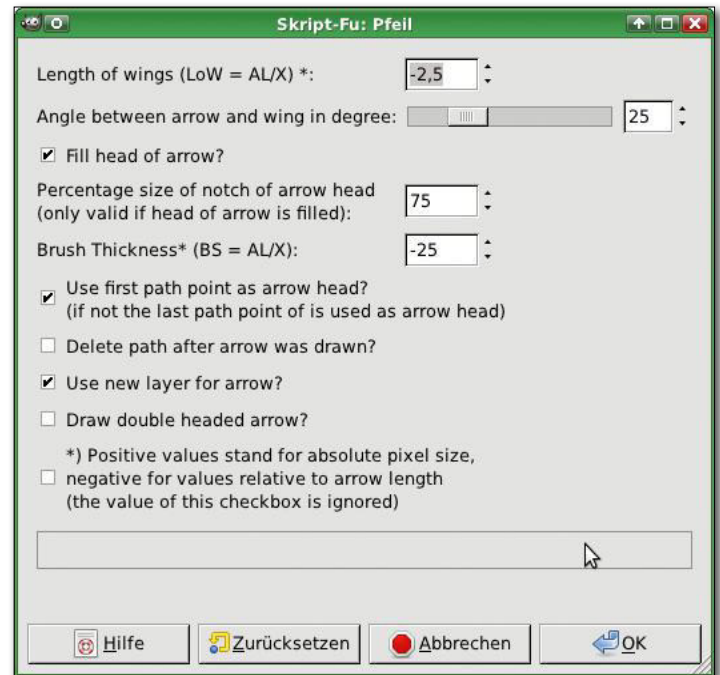 Skript-Fu: Pfeil
Length of wings (LoW = AL/X) *: -2,5
Angle between arrow and wing in degree: 25
Fill head of arrow?
Percentage size of notch of arrow head
(only valid if head of arrow is filled): 75
Brush Thickness* (BS = AL/X): -25
Use first path point as arrow head?
(if not the last path point of is used as arrow head)
Delete path after arrow was drawn?
Use new layer for arrow?
Draw double headed arrow?
*) Positive values stand for absolute pixel size,
negative for values relative to arrow length
(the value of this checkbox is ignored)
Hilfe Zurücksetzen Abbrechen OK